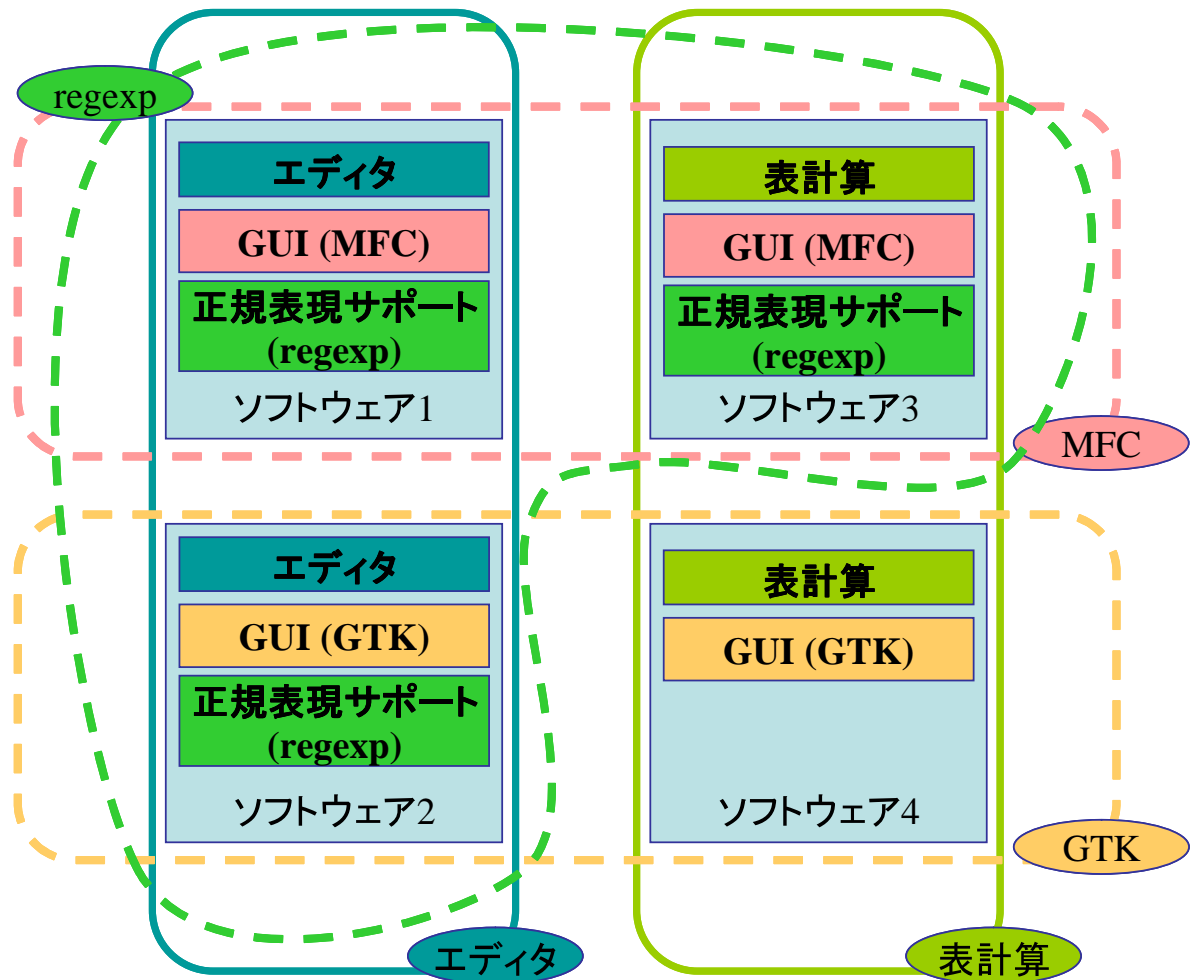 regexp
エディタ
GUI (MFC)
正規表現サポート
(regexp)
ソフトウェア1
表計算
GUI (MFC)
正規表現サポート
(regexp)
ソフトウェア3
MFC
エディタ
GUI (GTK)
正規表現サポート
(regexp)
ソフトウェア2
表計算
GUI (GTK)
ソフトウェア4
GTK
エディタ
表計算